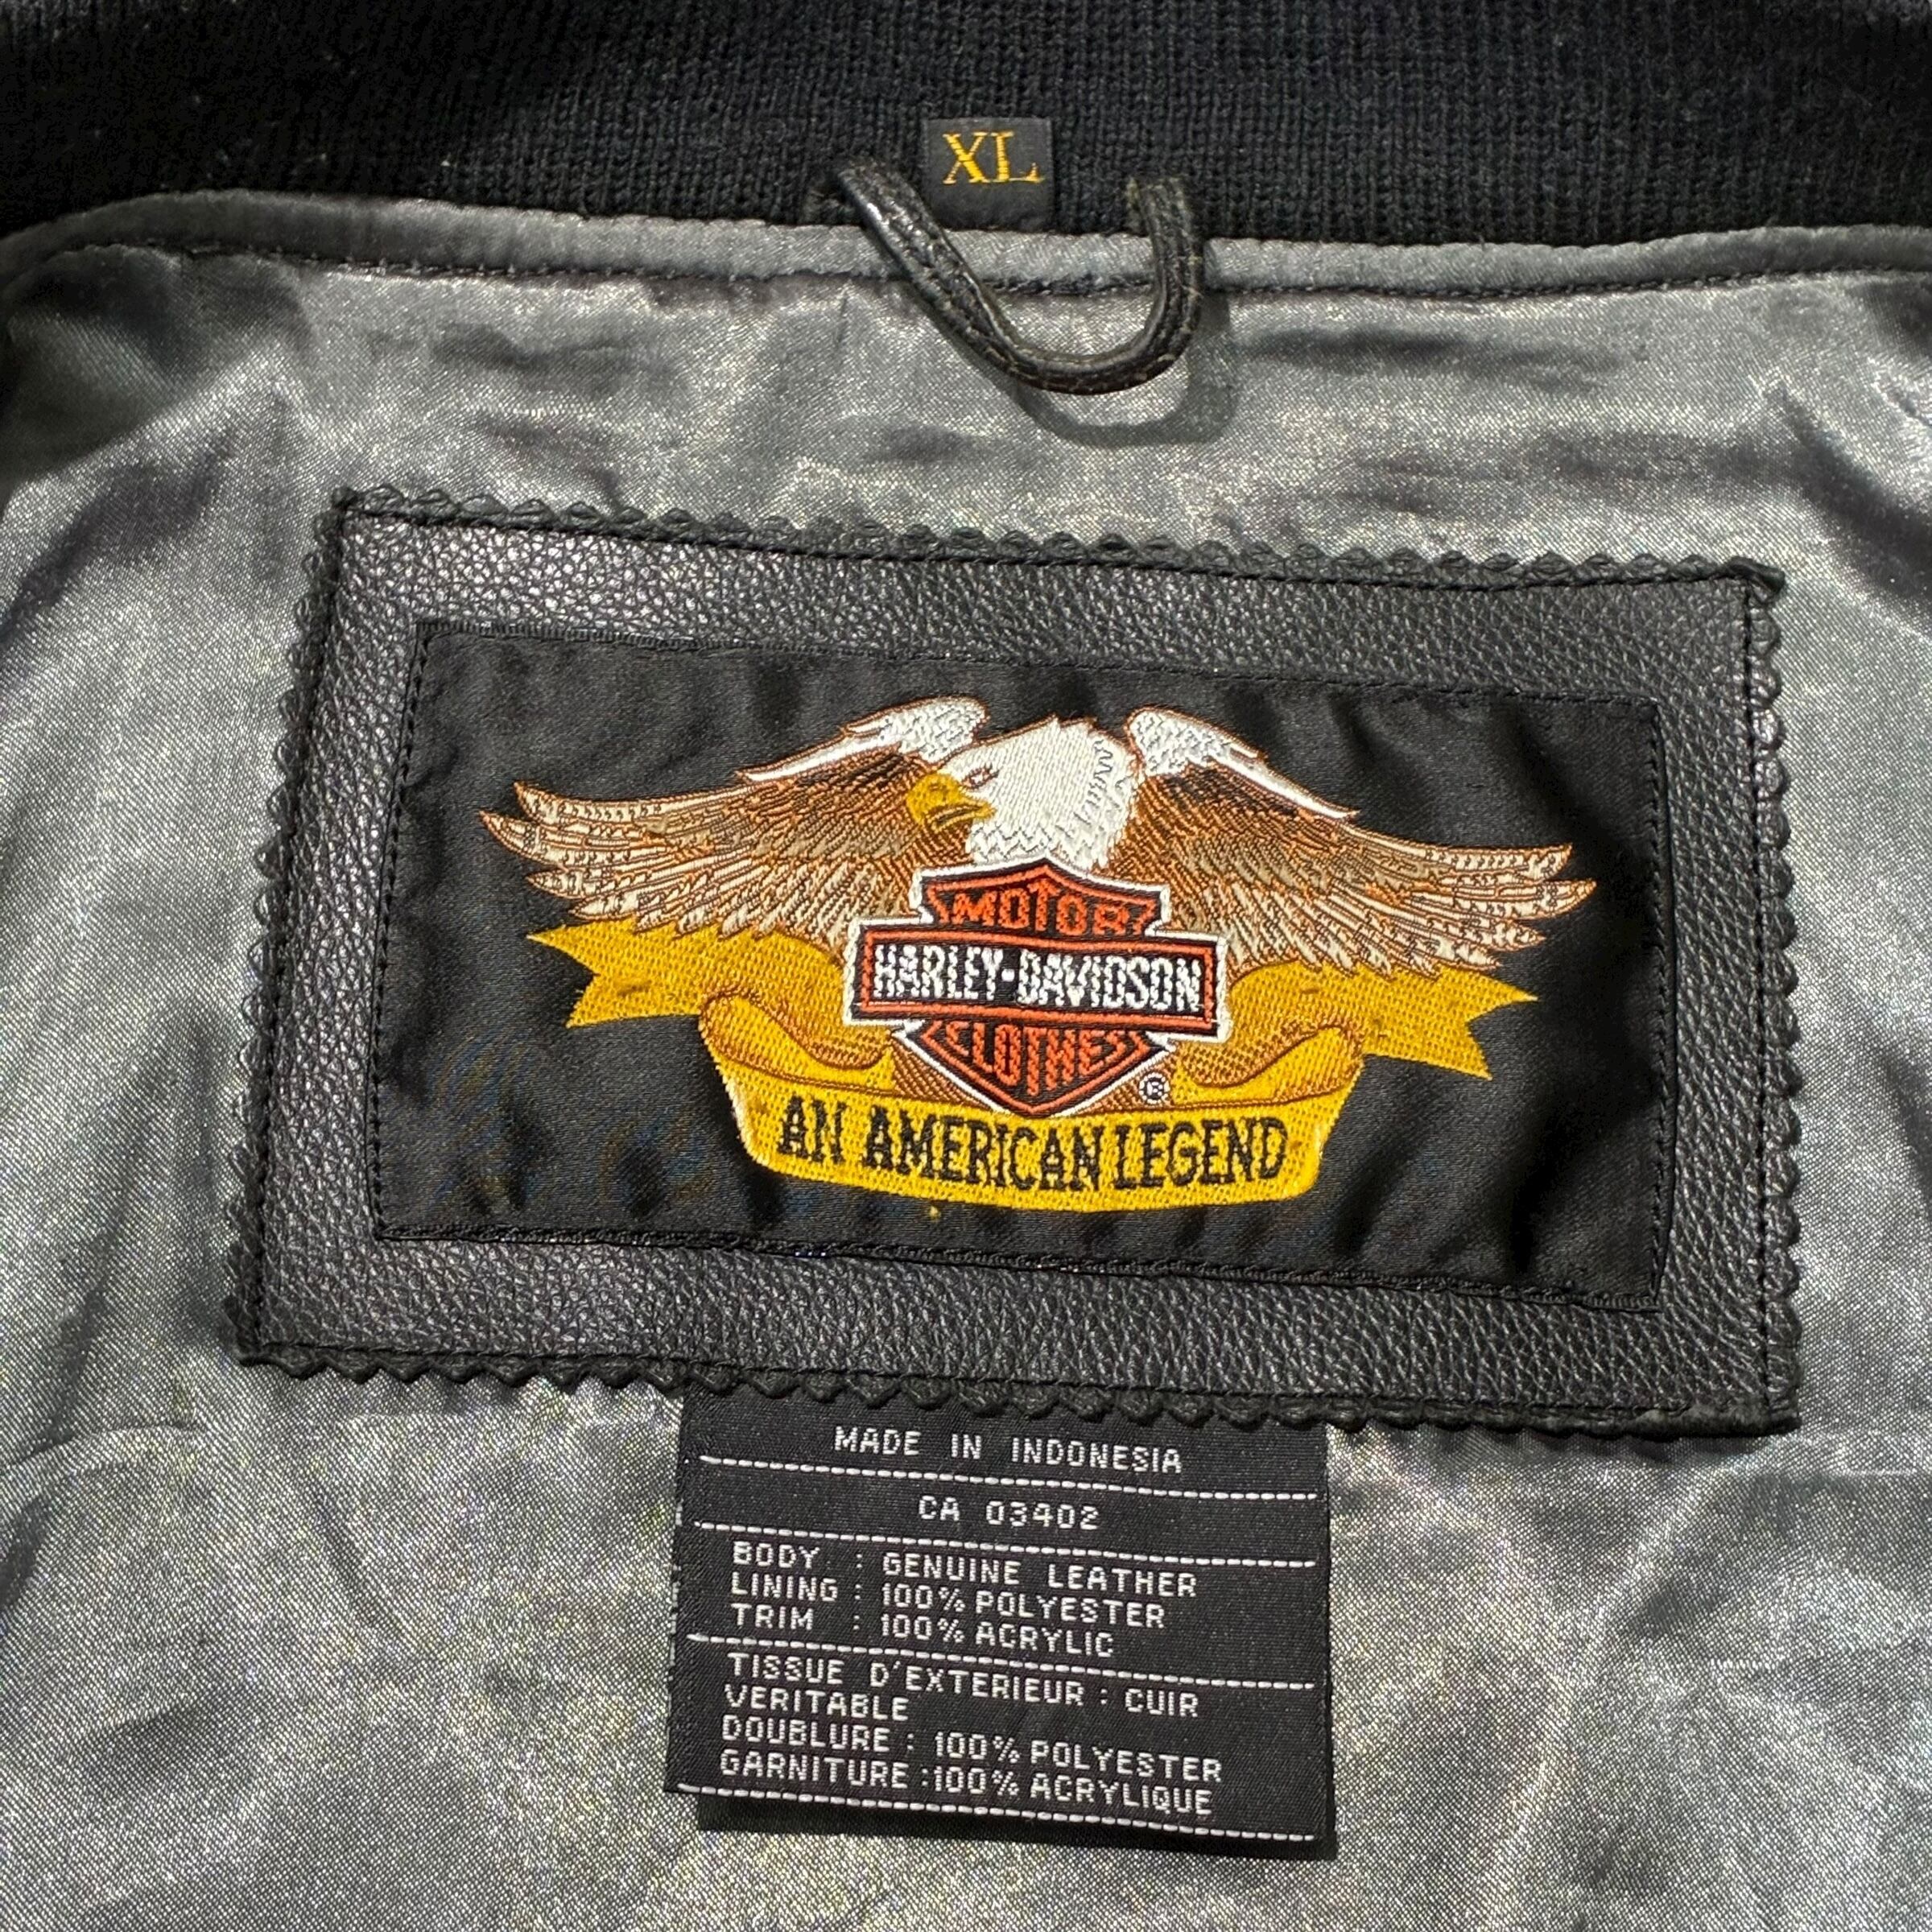 XL
MOTOR
HARLEY-DAVIDSON
CLOTHES
®
AN AMERICAN LEGEND
MADE IN INDONESIA
CA 03402
BODY : GENUINE LEATHER
LINING : 100% POLYESTER
TRIM : 100% ACRYLIC
TISSUE D'EXTERIEUR : CUIR
VERITABLE
DOUBLURE : 100% POLYESTER
GARNITURE :100% ACRYLIQUE